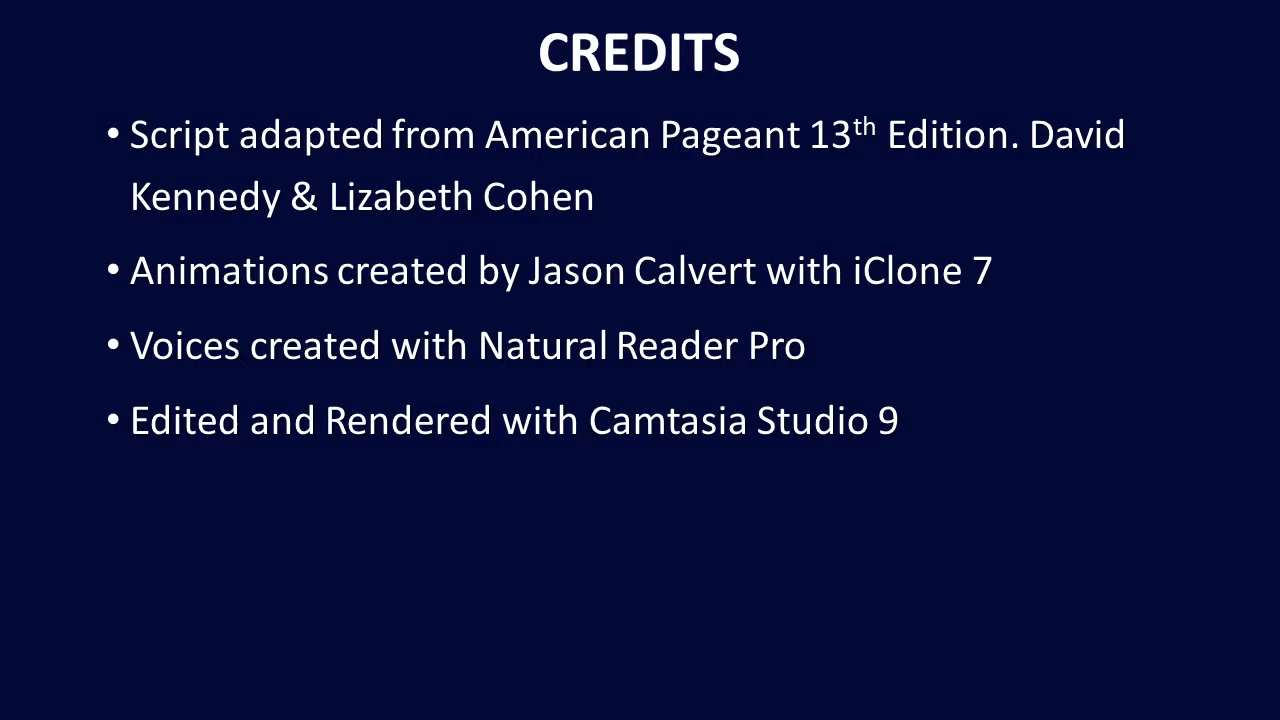 CREDITS
• Script adapted from American Pageant 13th Edition. David
Kennedy & Lizabeth Cohen
• Animations created by Jason Calvert with iClone 7
• Voices created with Natural Reader Pro
• Edited and Rendered with Camtasia Studio 9